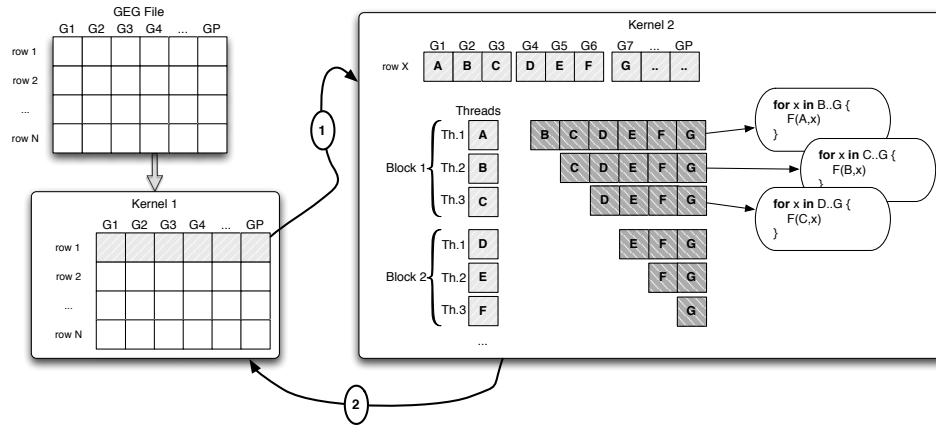 GEG File
G1 G2 G3 G4 ... GP
row 1
row 2
...
row N
Kernel 1
G1 G2 G3 G4 ... GP
row 1
row 2
...
row N
1
2
Kernel 2
G1 G2 G3 G4 G5 G6 G7 ... GP
row X A B C D E F G .. ..
Threads
Block 1
Th.1 A B C D E F G
Th.2 B C D E F G
Th.3 C D E F G
for x in B..G {
F(A,x)
}
for x in C..G {
F(B,x)
}
for x in D..G {
F(C,x)
}
Block 2
Th.1 D E F G
Th.2 E F G
Th.3 F G
...